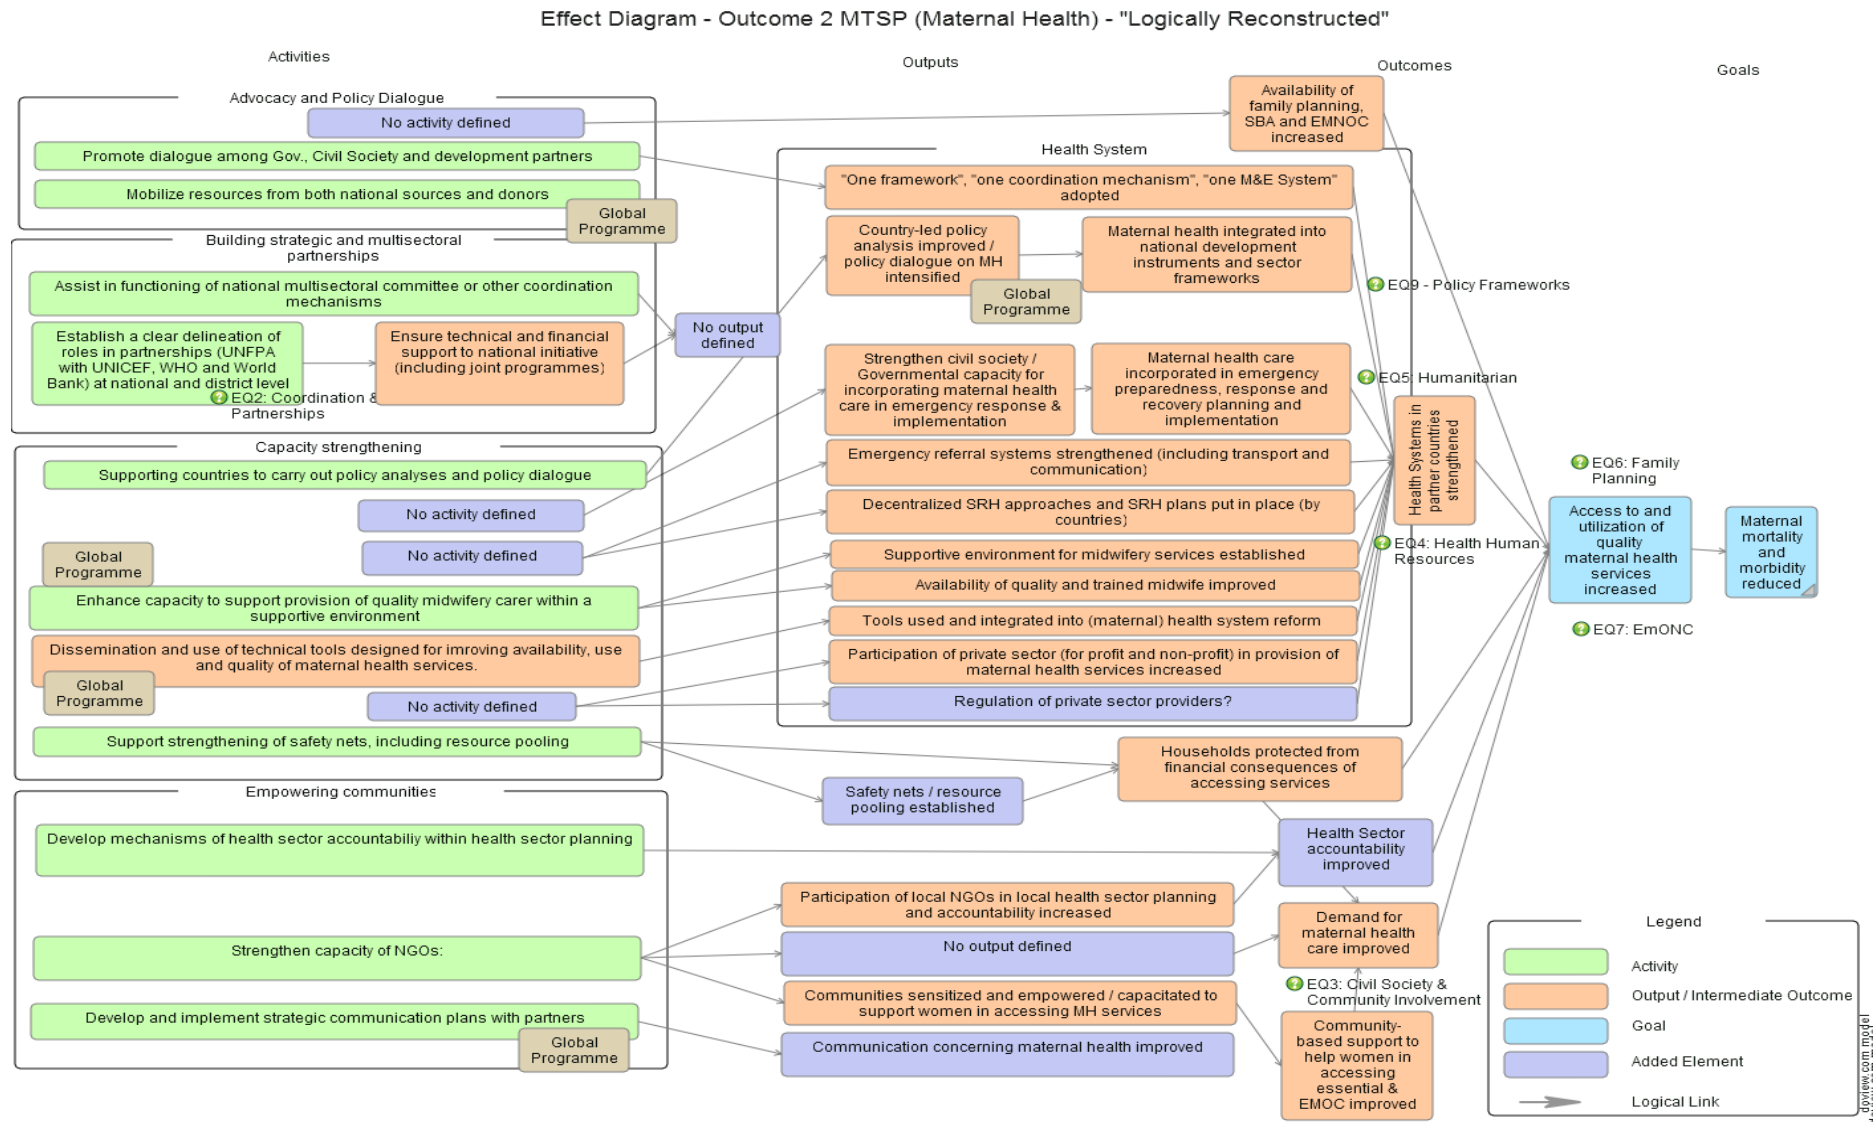 Effect Diagram - Outcome 2 MTSP (Maternal Health) - "Logically Reconstructed"
Activities
Outputs
Outcomes
Goals
Advocacy and Policy Dialogue
No activity defined
Promote dialogue among Gov., Civil Society and development partners
Mobilize resources from both national sources and donors
Global
Programme
Building strategic and multisectoral
partnerships
Assist in functioning of national multisectoral committee or other coordination
mechanisms
Establish a clear delineation of
roles in partnerships (UNFPA
with UNICEF, WHO and World
Bank) at national and district level
Ensure technical and financial
support to national initiative
(including joint programmes)
EQ2: Coordination &
Partnerships
No output
defined
Capacity strengthening
Supporting countries to carry out policy analyses and policy dialogue
No activity defined
No activity defined
Global
Programme
Enhance capacity to support provision of quality midwifery carer within a
supportive environment
Dissemination and use of technical tools designed for imroving availability, use
and quality of maternal health services.
Global
Programme
No activity defined
Support strengthening of safety nets, including resource pooling
Empowering communities
Develop mechanisms of health sector accountabiliy within health sector planning
Strengthen capacity of NGOs:
Develop and implement strategic communication plans with partners
Global
Programme
Availability of
family planning,
SBA and EMNOC
increased
Health System
"One framework", "one coordination mechanism", "one M&E System"
adopted
Country-led policy
analysis improved /
policy dialogue on MH
intensified
Maternal health integrated into
national development
instruments and sector
frameworks
Global
Programme
EQ9 - Policy Frameworks
Strengthen civil society /
Governmental capacity for
incorporating maternal health
care in emergency response &
implementation
Maternal health care
incorporated in emergency
preparedness, response and
recovery planning and
implementation
EQ5: Humanitarian
Emergency referral systems strengthened (including transport and
communication)
Decentralized SRH approaches and SRH plans put in place (by
countries)
Supportive environment for midwifery services established
Availability of quality and trained midwife improved
Tools used and integrated into (maternal) health system reform
Participation of private sector (for profit and non-profit) in provision of
maternal health services increased
Regulation of private sector providers?
Health Systems in
partner countries
strengthened
EQ4: Health Human
Resources
EQ6: Family
Planning
Access to and
utilization of
quality
maternal health
services
increased
Maternal
mortality
and
morbidity
reduced
EQ7: EmONC
Households protected from
financial consequences of
accessing services
Safety nets / resource
pooling established
Health Sector
accountability
improved
Participation of local NGOs in local health sector planning
and accountability increased
No output defined
Demand for
maternal health
care improved
EQ3: Civil Society &
Community Involvement
Communities sensitized and empowered / capacitated to
support women in accessing MH services
Communication concerning maternal health improved
Community-
based support to
help women in
accessing
essential &
EMOC improved
Legend
Activity
Output / Intermediate Outcome
Goal
Added Element
Logical Link
doview.com model